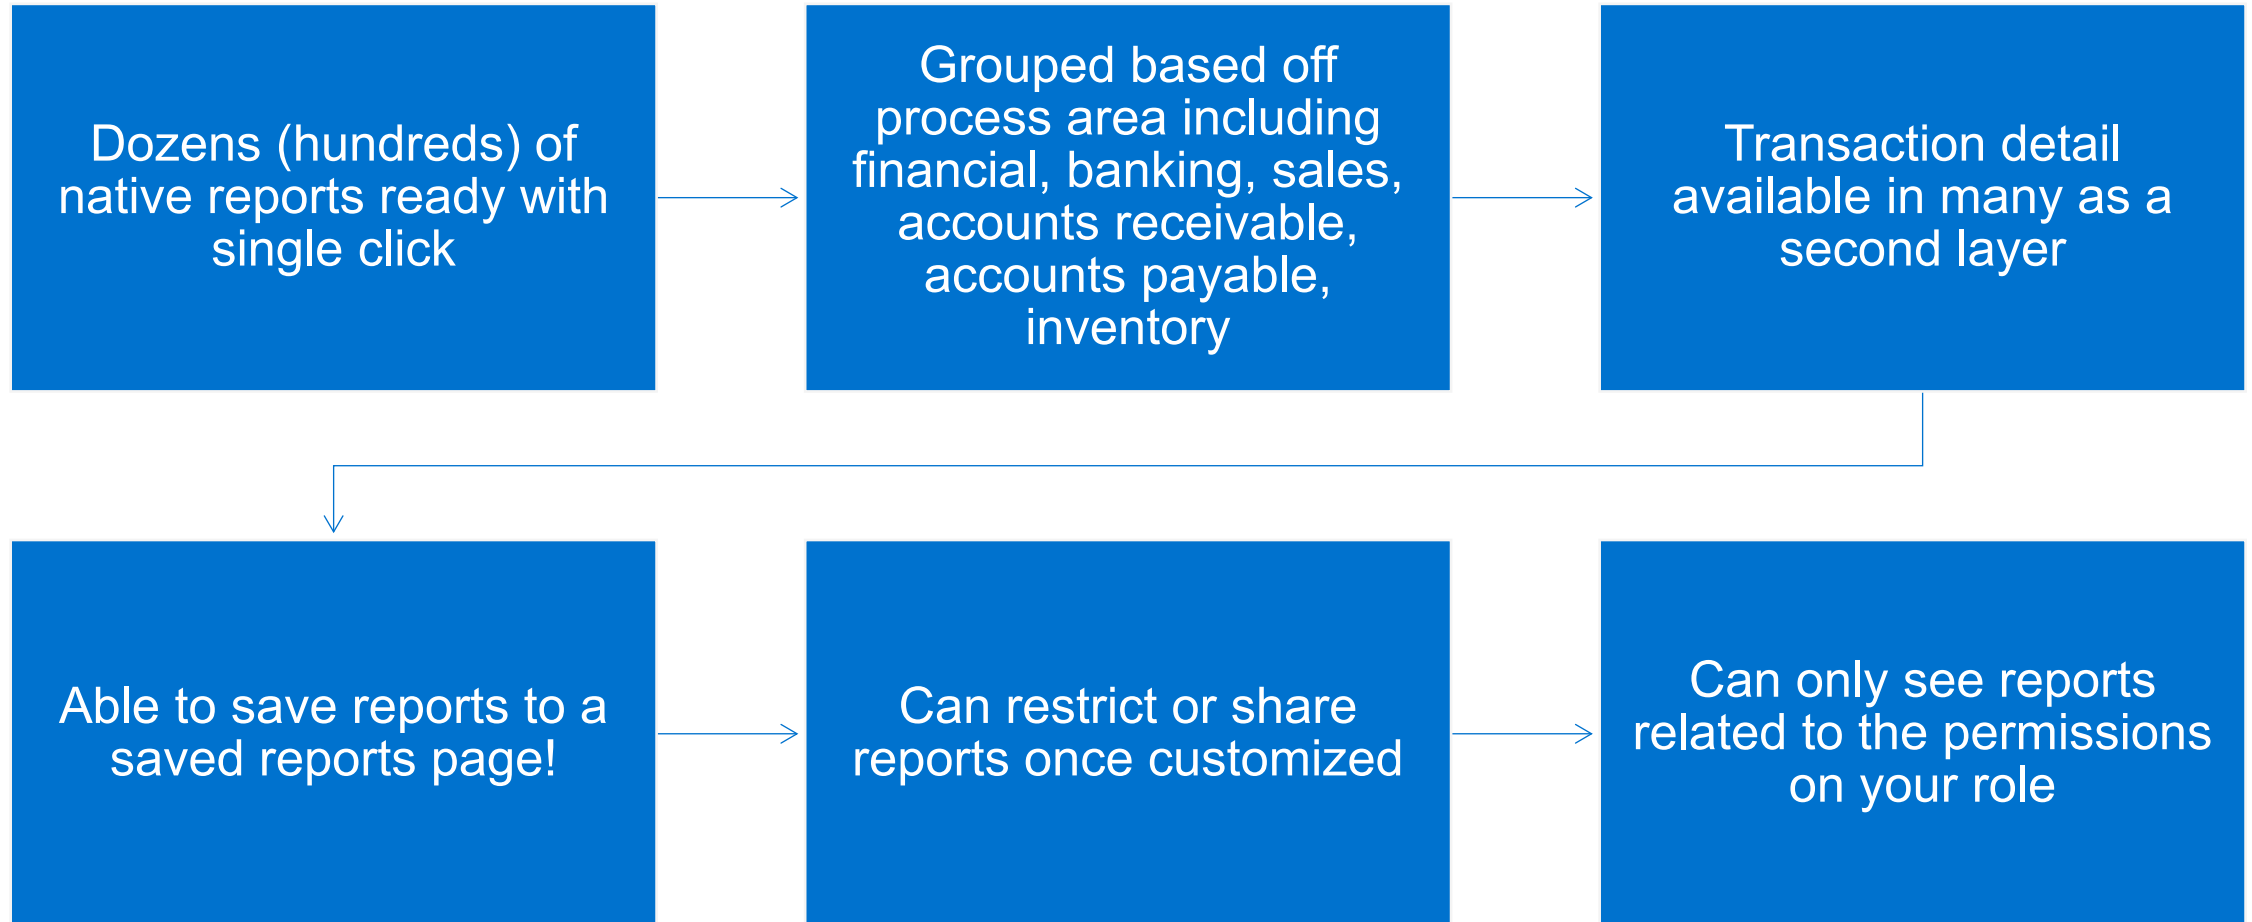 Dozens (hundreds) of
native reports ready with
single click
Grouped based off
process area including
financial, banking, sales,
accounts receivable,
accounts payable,
inventory
Transaction detail
available in many as a
second layer
Able to save reports to a
saved reports page!
Can restrict or share
reports once customized
Can only see reports
related to the permissions
on your role